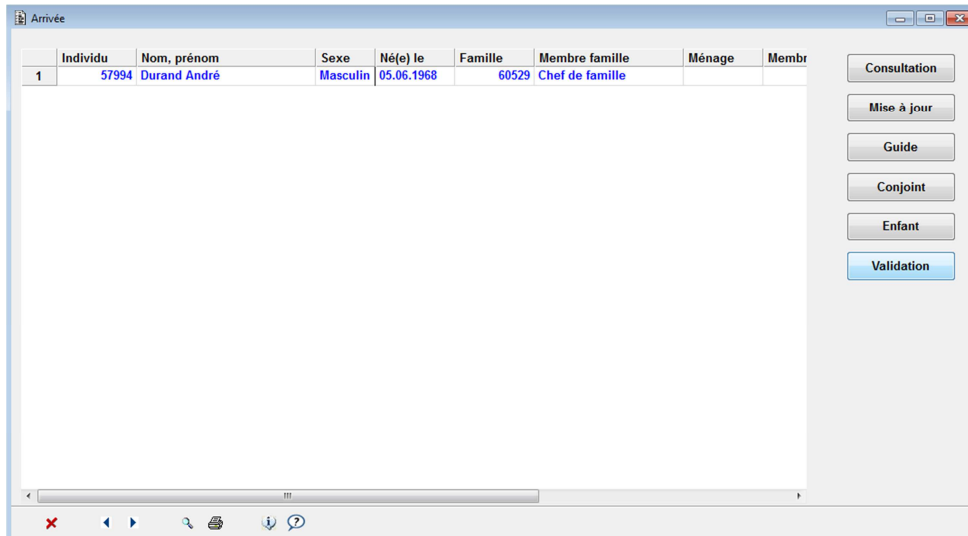 Arrivée
Individu Nom, prénom Sexe Né(e) le Famille Membre famille Ménage Membr
1 57994 Durand André Masculin 05.06.1968 60529 Chef de famille
Consultation
Mise à jour
Guide
Conjoint
Enfant
Validation